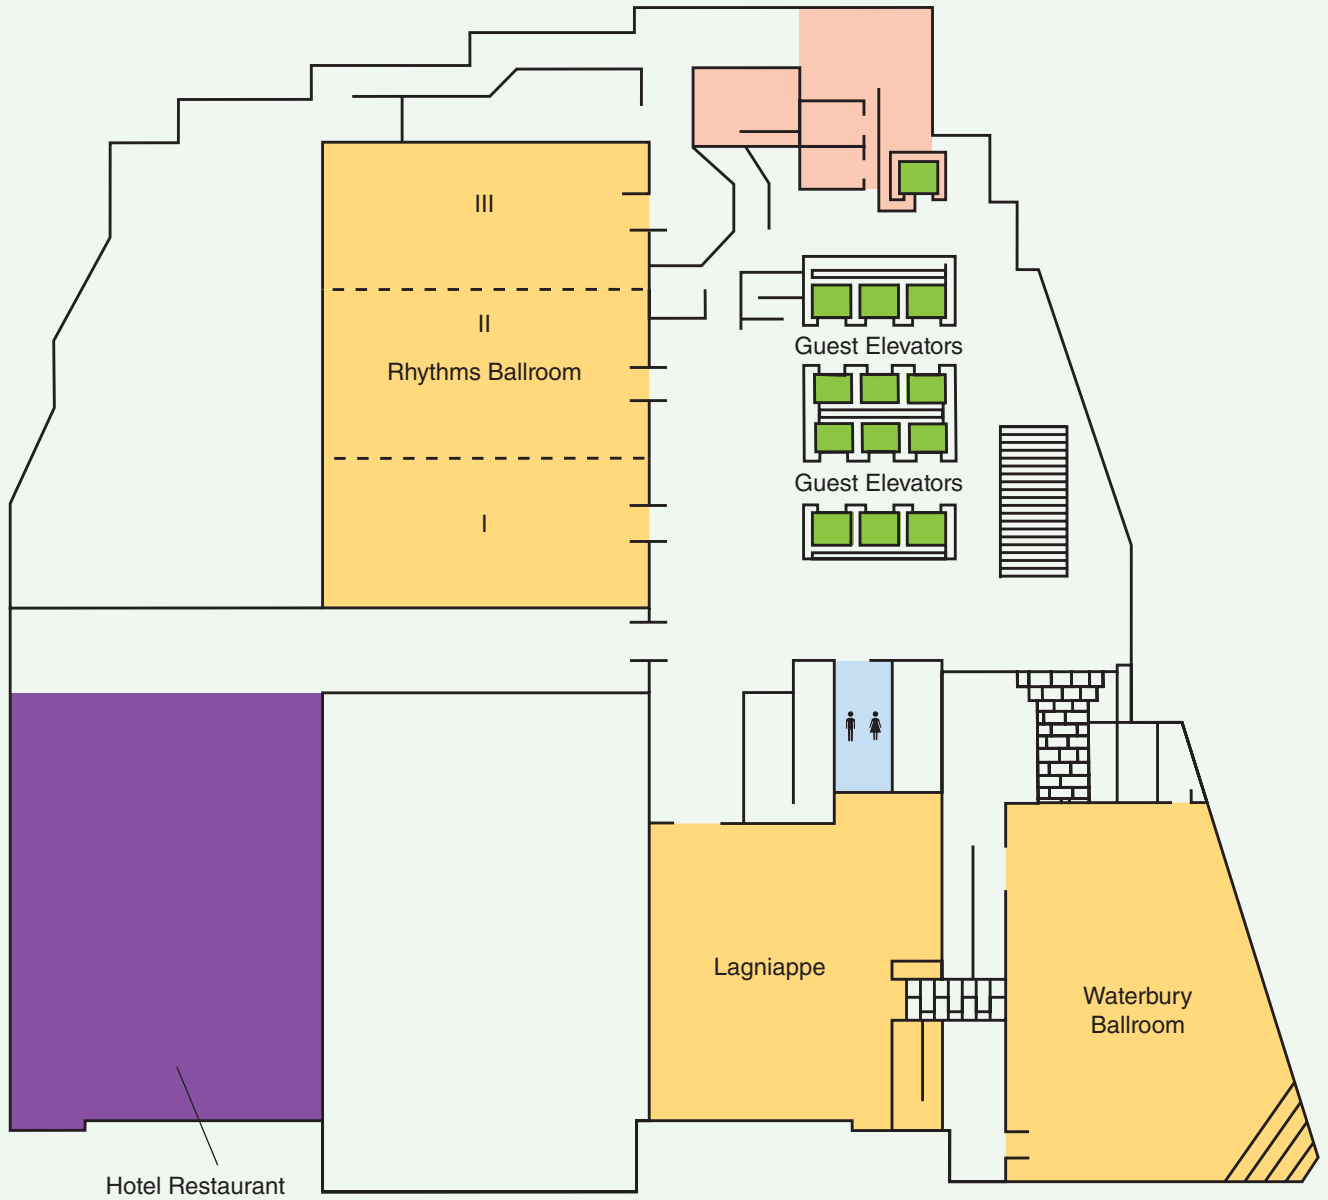 III
II
Rhythms Ballroom
I
Guest Elevators
Guest Elevators
Lagniappe
Waterbury
Ballroom
Hotel Restaurant